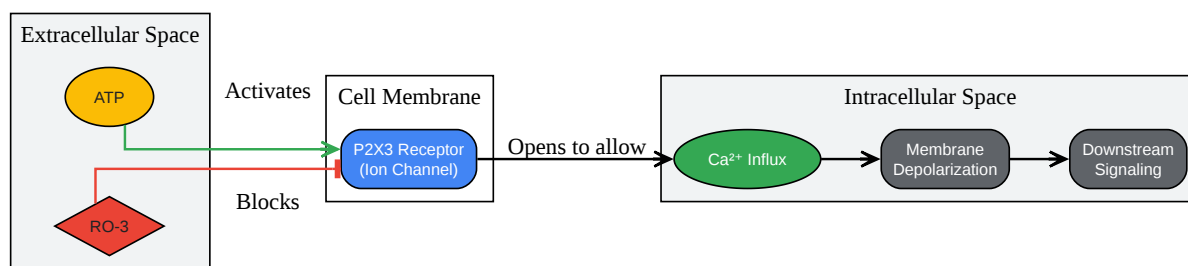 Extracellular Space
ATP
RO-3
Activates
Blocks
Cell Membrane
P2X3 Receptor
(Ion Channel)
Opens to allow
Intracellular Space
Ca²⁺ Influx
Membrane
Depolarization
Downstream
Signaling